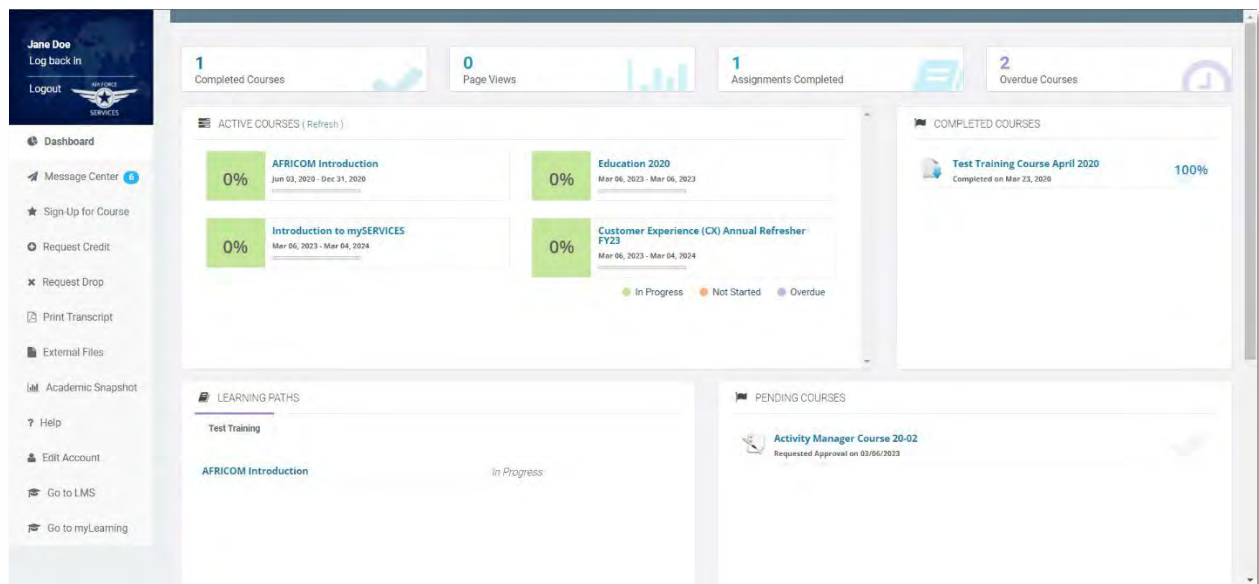 Jane Doe
Log back in
Logout
AIR FORCE
SERVICES
Dashboard
Message Center 6
Sign-Up for Course
Request Credit
Request Drop
Print Transcript
External Files
Academic Snapshot
? Help
Edit Account
Go to LMS
Go to myLearning
1
Completed Courses
0
Page Views
1
Assignments Completed
2
Overdue Courses
ACTIVE COURSES ( Refresh )
0%
AFRICOM Introduction
Jun 03, 2020 - Dec 31, 2020
0%
Education 2020
Mar 06, 2023 - Mar 06, 2023
0%
Introduction to mySERVICES
Mar 06, 2023 - Mar 04, 2024
0%
Customer Experience (CX) Annual Refresher
FY23
Mar 06, 2023 - Mar 04, 2024
In Progress Not Started Overdue
COMPLETED COURSES
Test Training Course April 2020
Completed on Mar 23, 2020
100%
LEARNING PATHS
Test Training
AFRICOM Introduction In Progress
PENDING COURSES
Activity Manager Course 20-02
Requested Approval on 03/06/2023